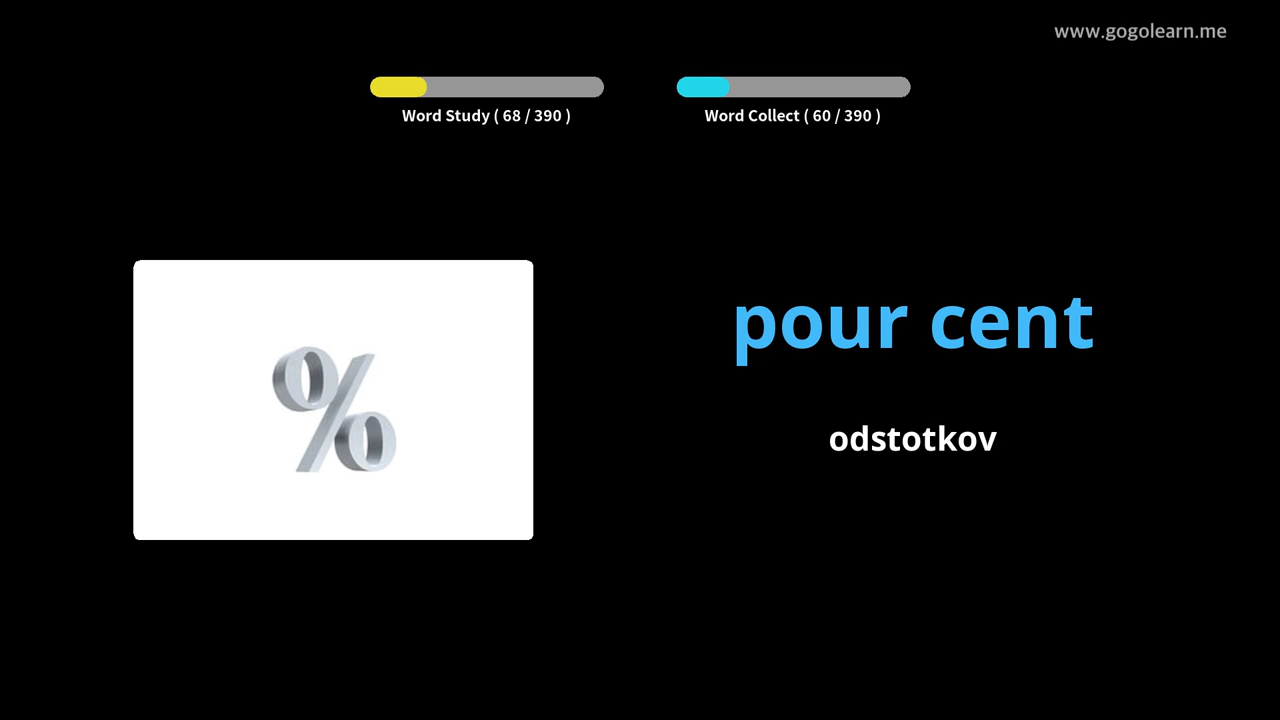 www.gogolearn.me
Word Study ( 68 / 390 )
Word Collect ( 60 / 390 )
%
pour cent
odstotkov